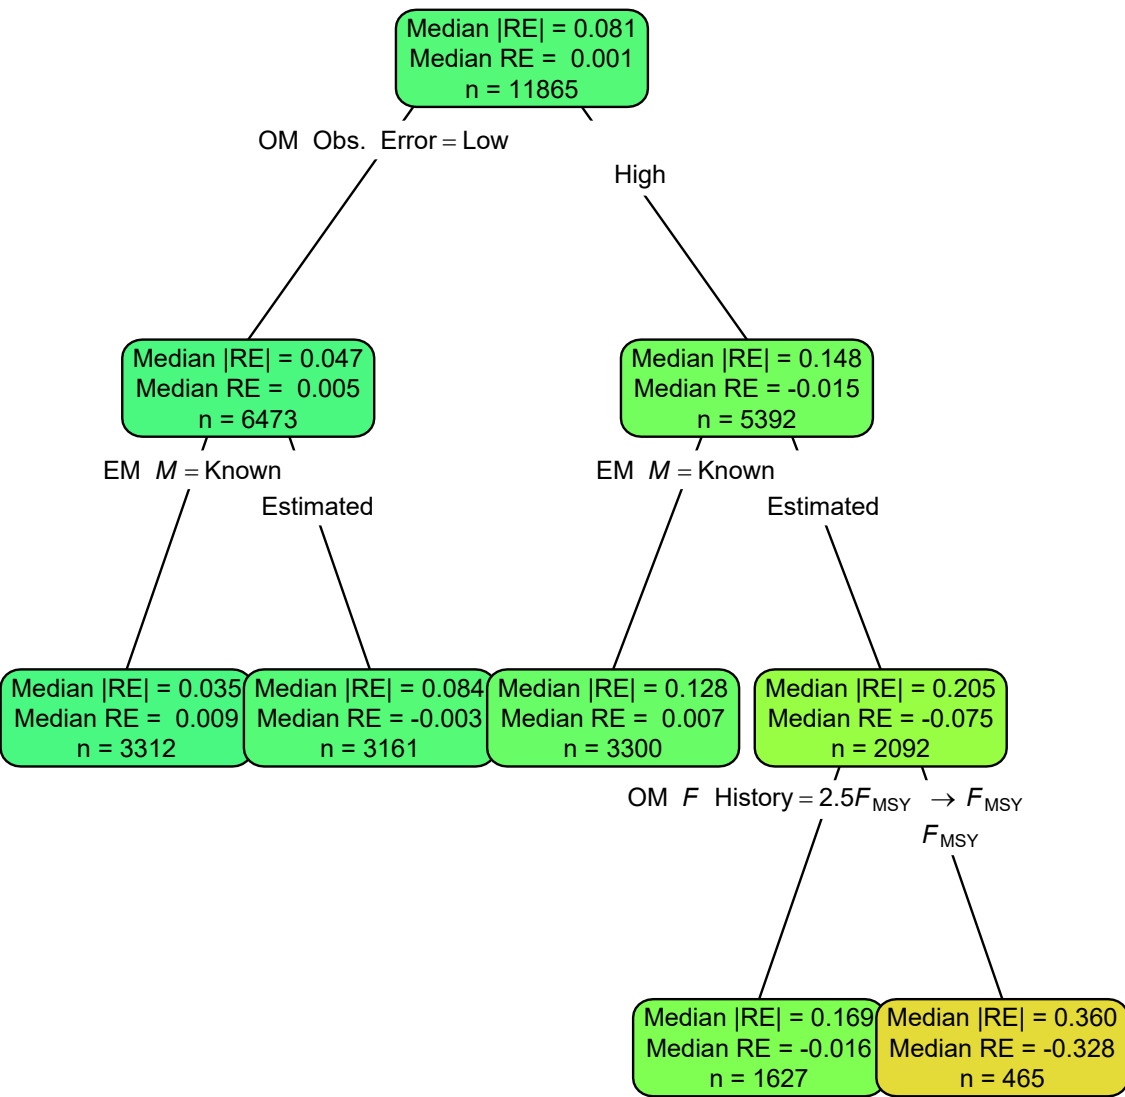 Median |RE| = 0.081
Median RE = 0.001
n = 11865
OM Obs. Error = Low
High
Median |RE| = 0.047
Median RE = 0.005
n = 6473
Median |RE| = 0.148
Median RE = -0.015
n = 5392
EM M = Known
Estimated
EM M = Known
Estimated
Median |RE| = 0.035
Median RE = 0.009
n = 3312
Median |RE| = 0.084
Median RE = -0.003
n = 3161
Median |RE| = 0.128
Median RE = 0.007
n = 3300
Median |RE| = 0.205
Median RE = -0.075
n = 2092
OM F History = 2.5F_MSY → F_MSY
F_MSY
Median |RE| = 0.169
Median RE = -0.016
n = 1627
Median |RE| = 0.360
Median RE = -0.328
n = 465